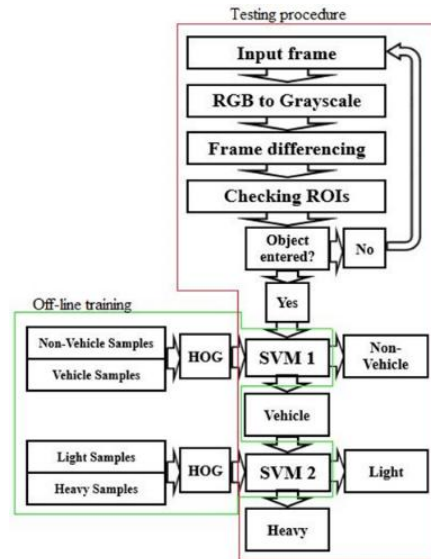 Testing procedure
Input frame
RGB to Grayscale
Frame differencing
Checking ROIs
Object
entered?
No
Yes
Off-line training
Non-Vehicle Samples
Vehicle Samples
HOG
SVM 1
Non-
Vehicle
Vehicle
Light Samples
Heavy Samples
HOG
SVM 2
Light
Heavy